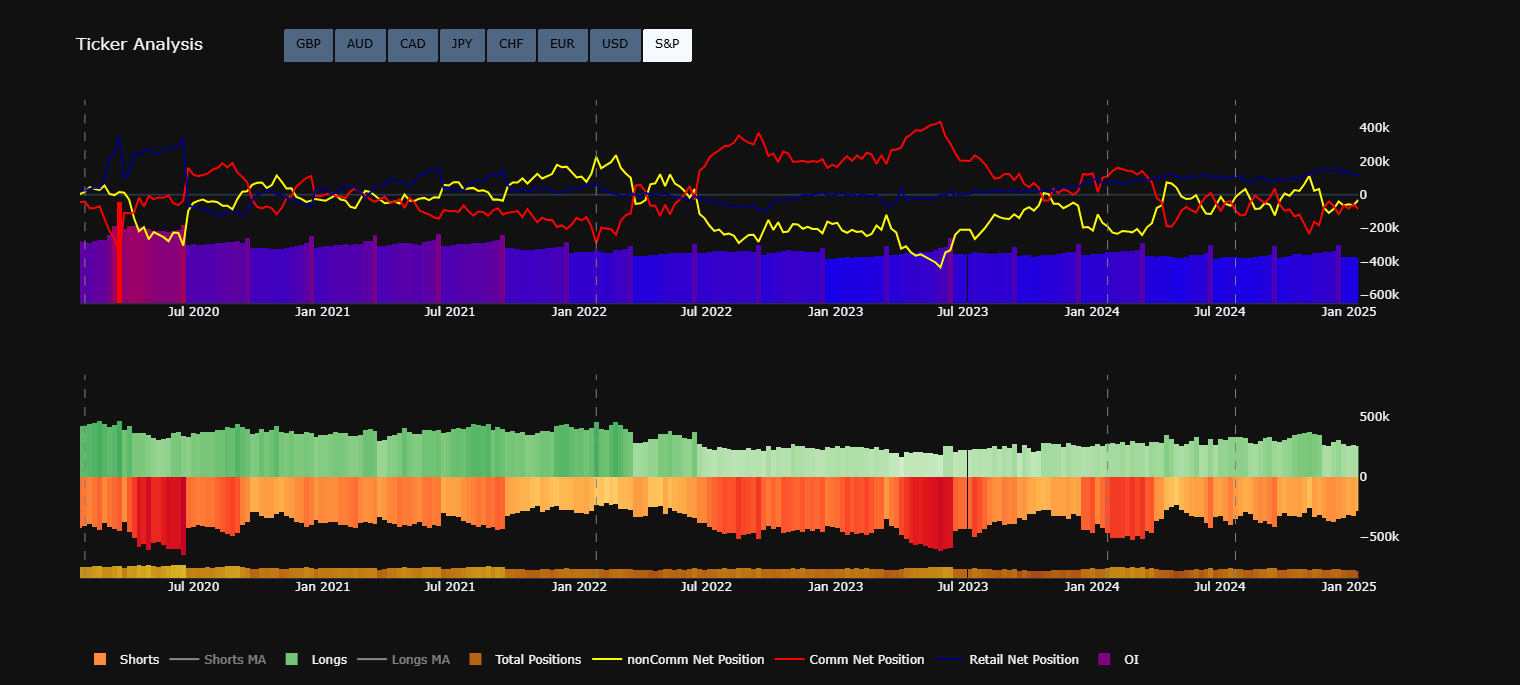 Ticker Analysis
GBP AUD CAD JPY CHF EUR USD S&P
400k
200k
0
−200k
−400k
−600k
Jul 2020 Jan 2021 Jul 2021 Jan 2022 Jul 2022 Jan 2023 Jul 2023 Jan 2024 Jul 2024 Jan 2025
500k
0
−500k
Jul 2020 Jan 2021 Jul 2021 Jan 2022 Jul 2022 Jan 2023 Jul 2023 Jan 2024 Jul 2024 Jan 2025
Shorts Shorts MA Longs Longs MA Total Positions nonComm Net Position Comm Net Position Retail Net Position OI